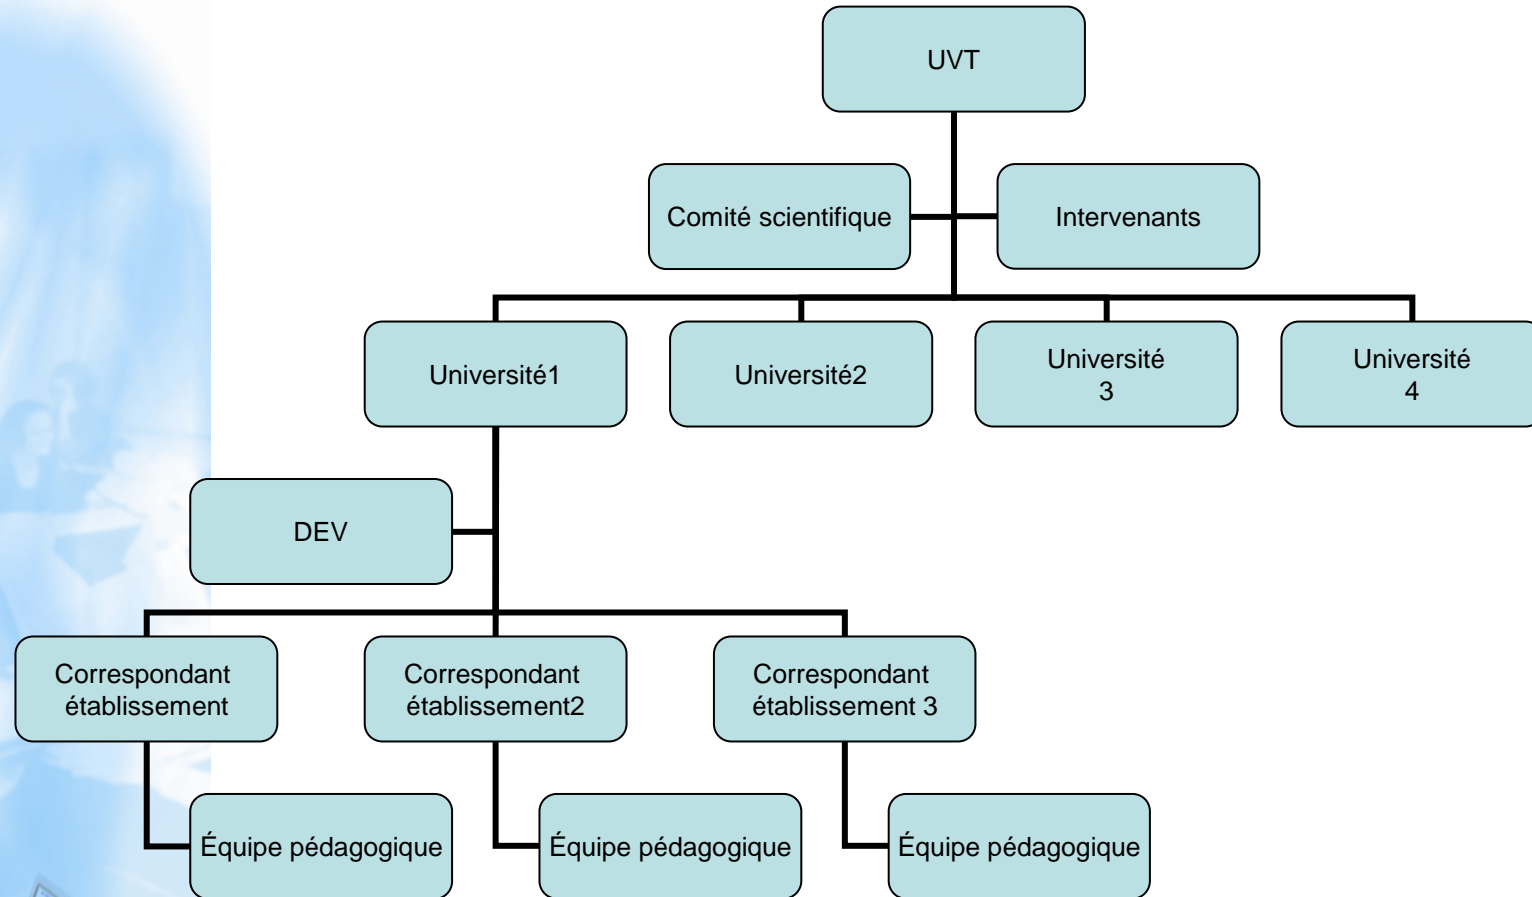 UVT
Comité scientifique
Intervenants
Université1
Université2
Université
3
Université
4
DEV
Correspondant
établissement
Correspondant
établissement2
Correspondant
établissement 3
Équipe pédagogique
Équipe pédagogique
Équipe pédagogique